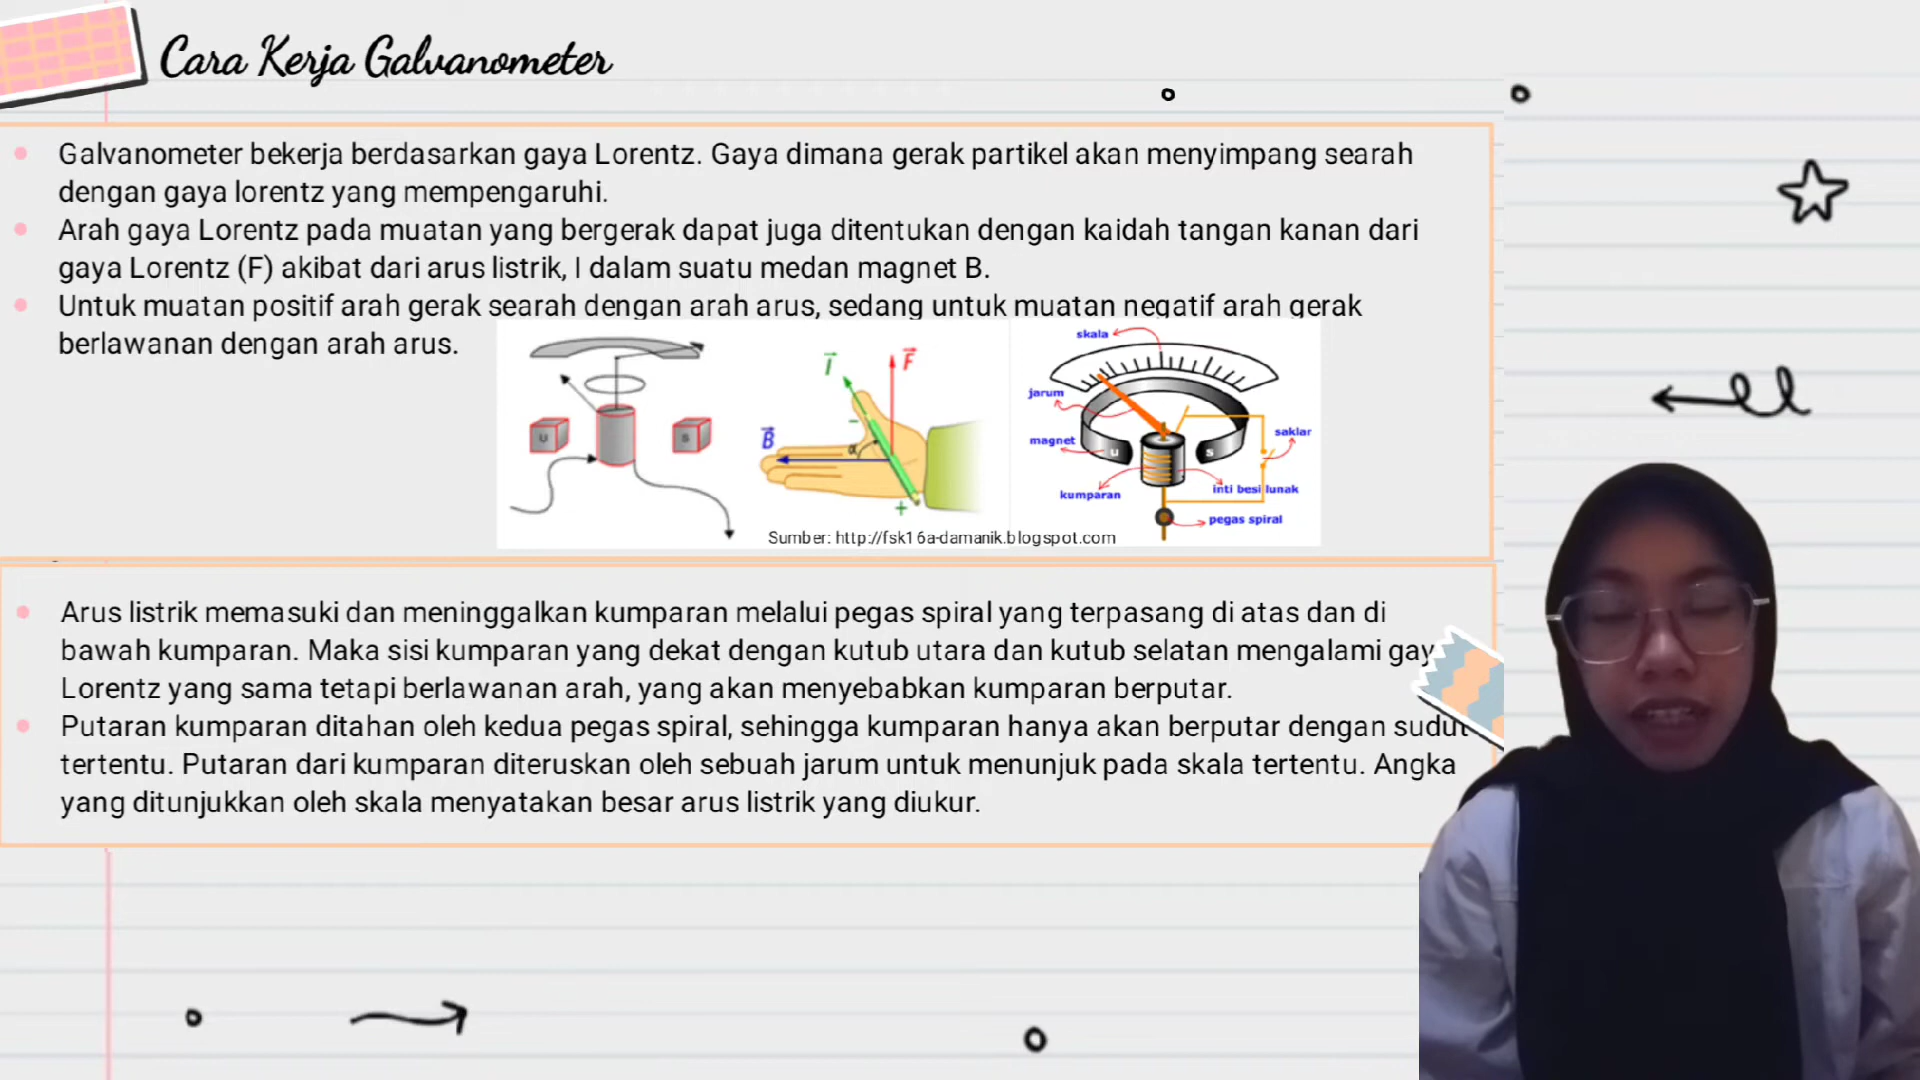 Cara Kerja Galvanometer
Galvanometer bekerja berdasarkan gaya Lorentz. Gaya dimana gerak partikel akan menyimpang searah
dengan gaya lorentz yang mempengaruhi.
Arah gaya Lorentz pada muatan yang bergerak dapat juga ditentukan dengan kaidah tangan kanan dari
gaya Lorentz (F) akibat dari arus listrik, I dalam suatu medan magnet B.
Untuk muatan positif arah gerak searah dengan arah arus, sedang untuk muatan negatif arah gerak
berlawanan dengan arah arus.
U
S
I
F
B
α
-
+
skala
jarum
magnet
u
s
saklar
kumparan
inti besi lunak
pegas spiral
Sumber: http://fsk16a-damanik.blogspot.com
Arus listrik memasuki dan meninggalkan kumparan melalui pegas spiral yang terpasang di atas dan di
bawah kumparan. Maka sisi kumparan yang dekat dengan kutub utara dan kutub selatan mengalami gay
Lorentz yang sama tetapi berlawanan arah, yang akan menyebabkan kumparan berputar.
Putaran kumparan ditahan oleh kedua pegas spiral, sehingga kumparan hanya akan berputar dengan sudut
tertentu. Putaran dari kumparan diteruskan oleh sebuah jarum untuk menunjuk pada skala tertentu. Angka
yang ditunjukkan oleh skala menyatakan besar arus listrik yang diukur.